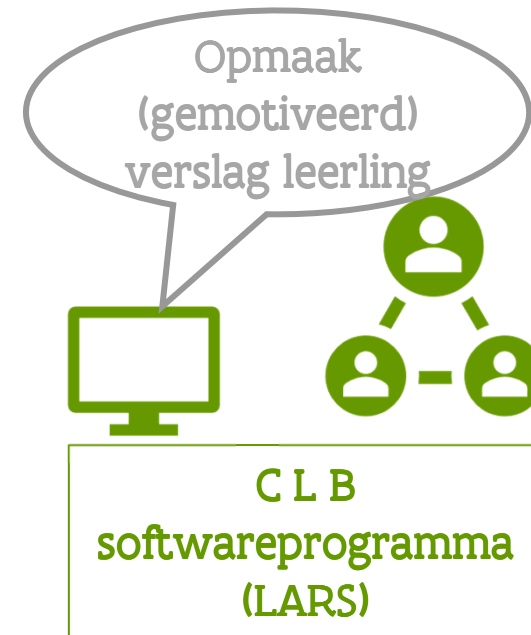 Opmaak
(gemotiveerd)
verslag leerling
C L B
softwareprogramma
(LARS)